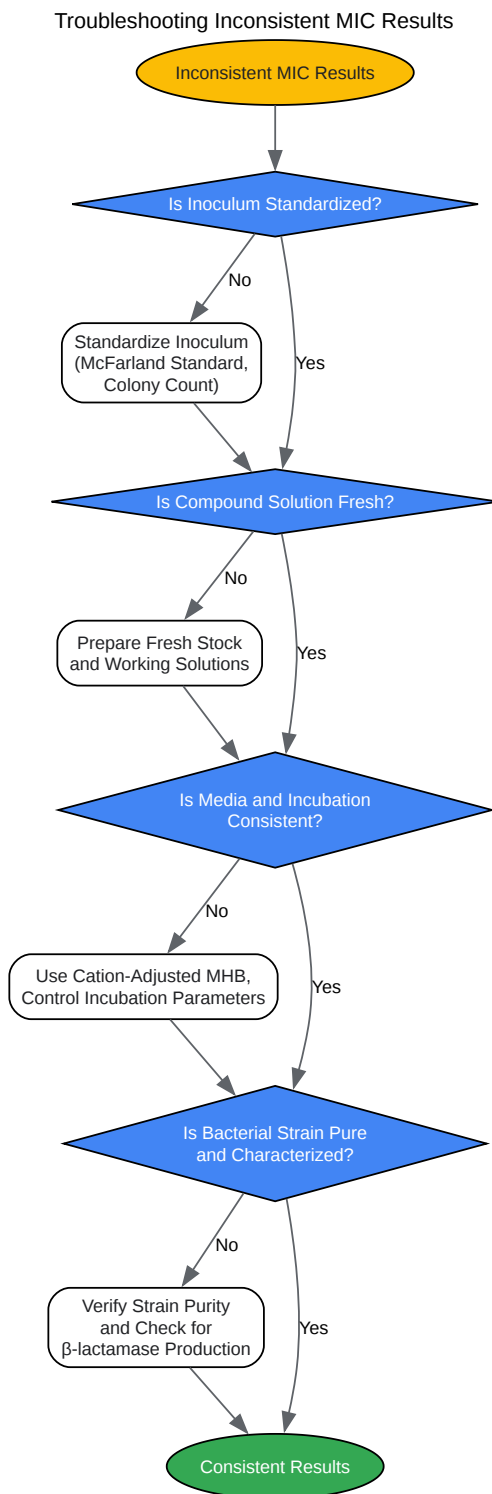 Troubleshooting Inconsistent MIC Results
Inconsistent MIC Results
Is Inoculum Standardized?
No
Standardize Inoculum
(McFarland Standard,
Colony Count)
Yes
Is Compound Solution Fresh?
No
Prepare Fresh Stock
and Working Solutions
Yes
Is Media and Incubation
Consistent?
No
Use Cation-Adjusted MHB,
Control Incubation Parameters
Yes
Is Bacterial Strain Pure
and Characterized?
No
Verify Strain Purity
and Check for
β-lactamase Production
Yes
Consistent Results